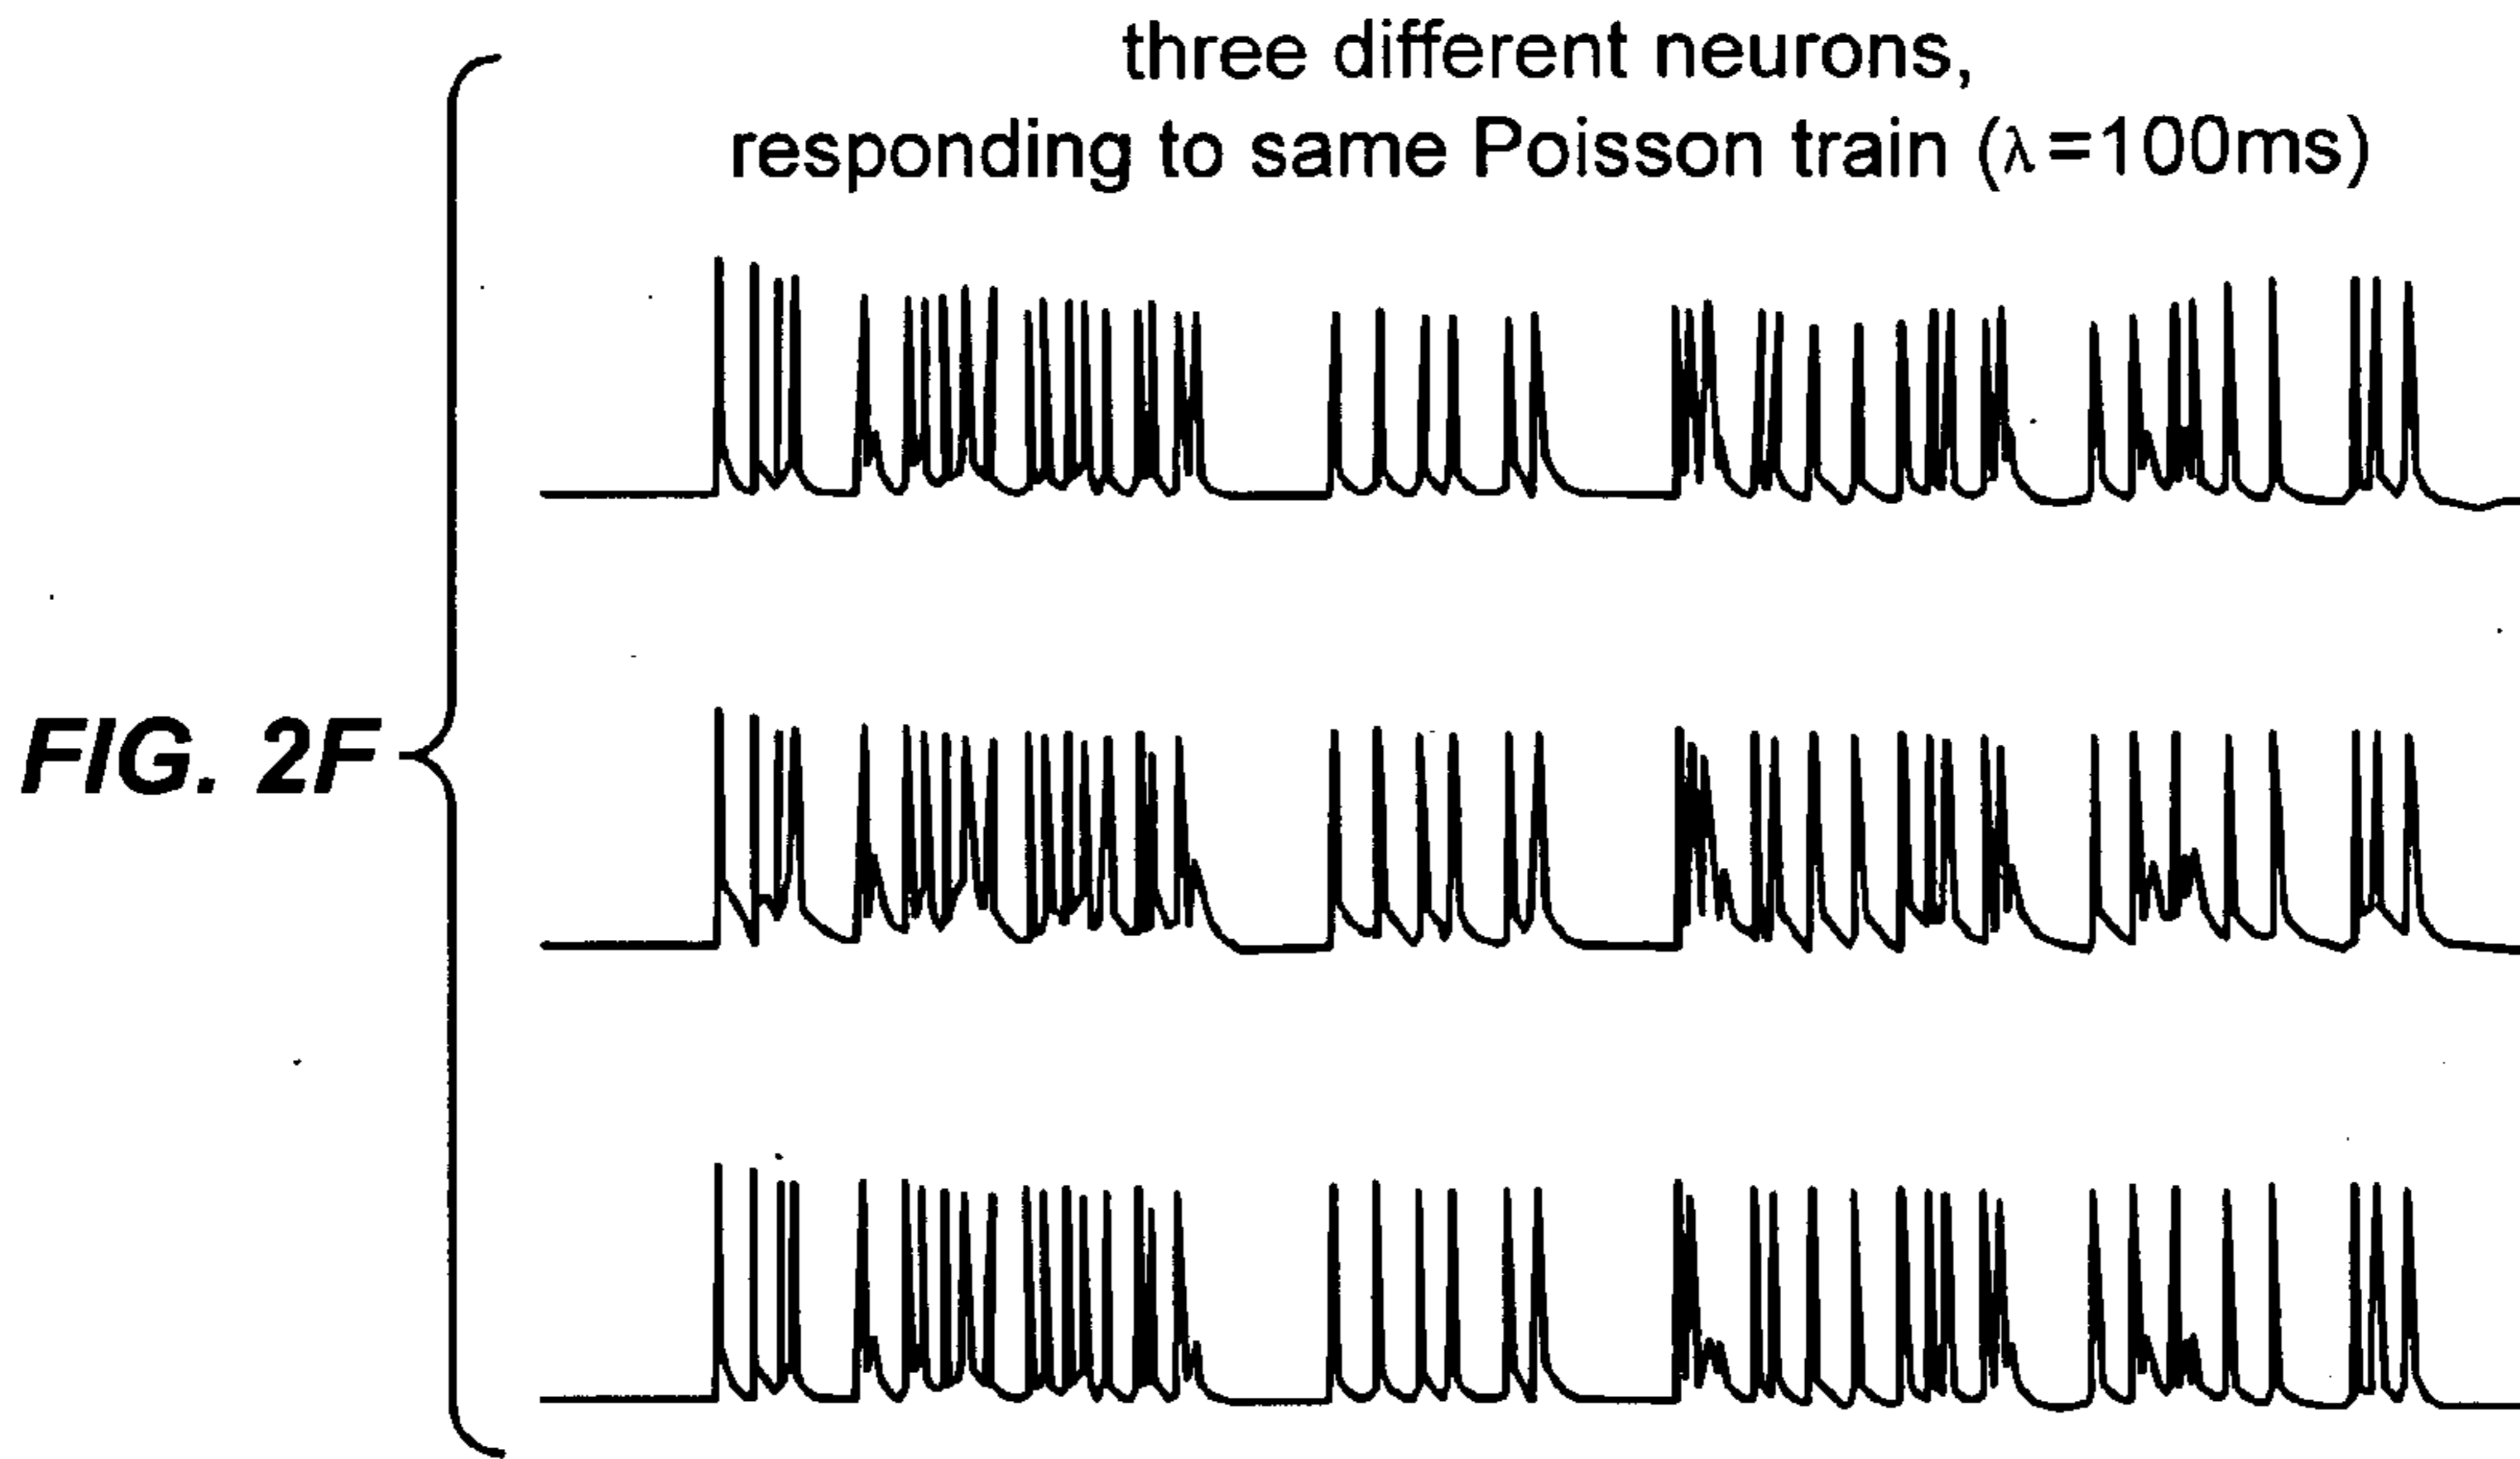 three different neurons,
responding to same Poisson train (λ=100ms)
FIG. 2F